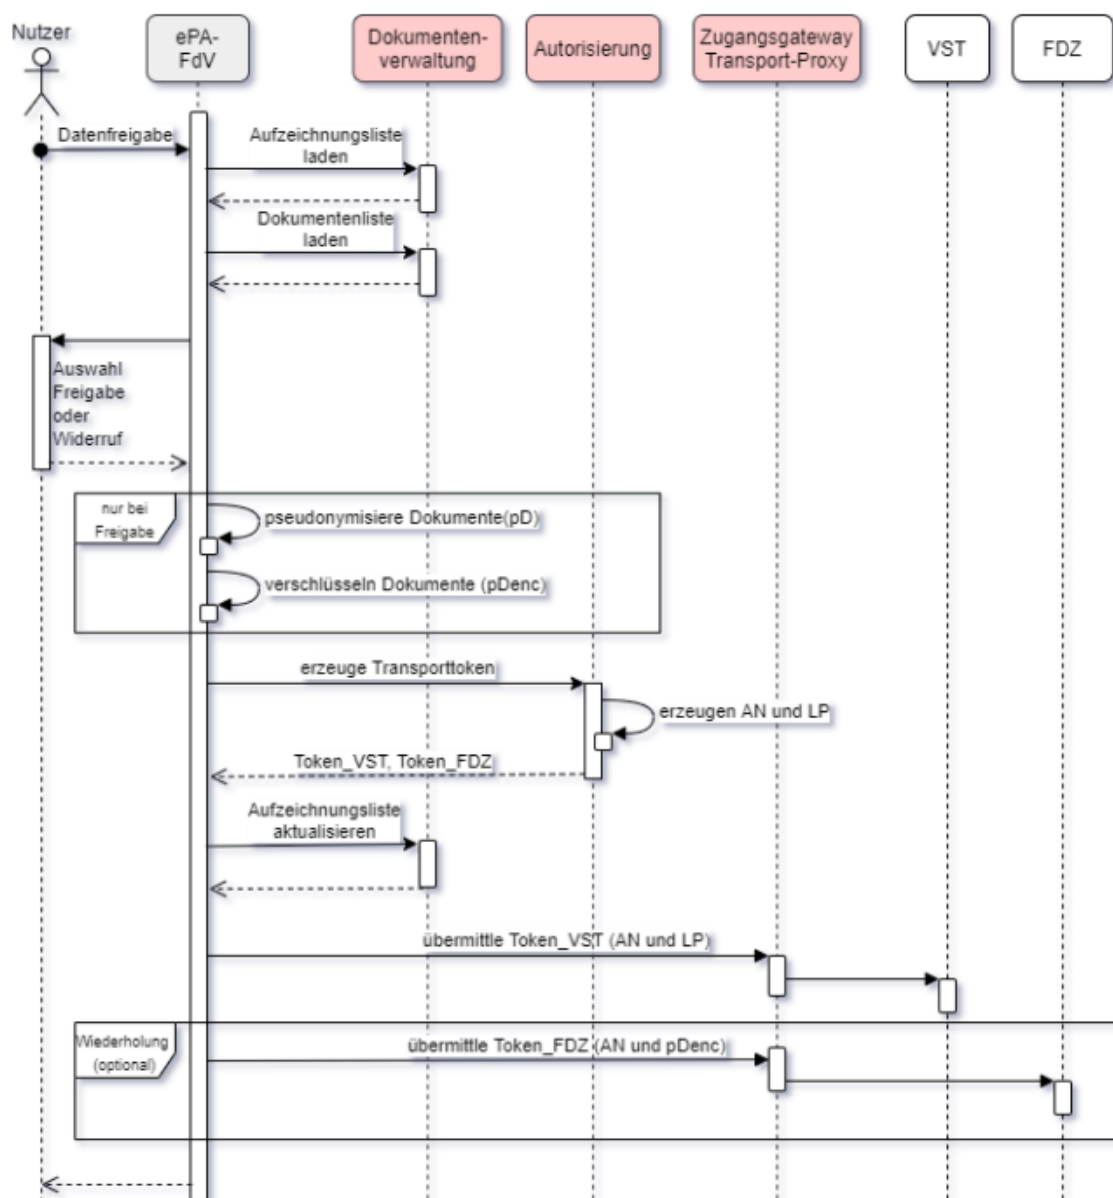 Nutzer
ePA-
FdV
Dokumenten-
verwaltung
Autorisierung
Zugangsgateway
Transport-Proxy
VST
FDZ
Datenfreigabe
Aufzeichnungsliste
laden
Dokumentenliste
laden
Auswahl
Freigabe
oder
Widerruf
nur bei
Freigabe
pseudonymisiere Dokumente(pD)
verschlüsseln Dokumente (pDenc)
erzeuge Transporttoken
erzeugen AN und LP
Token_VST, Token_FDZ
Aufzeichnungsliste
aktualisieren
übermittle Token_VST (AN und LP)
Wiederholung
(optional)
übermittle Token_FDZ (AN und pDenc)